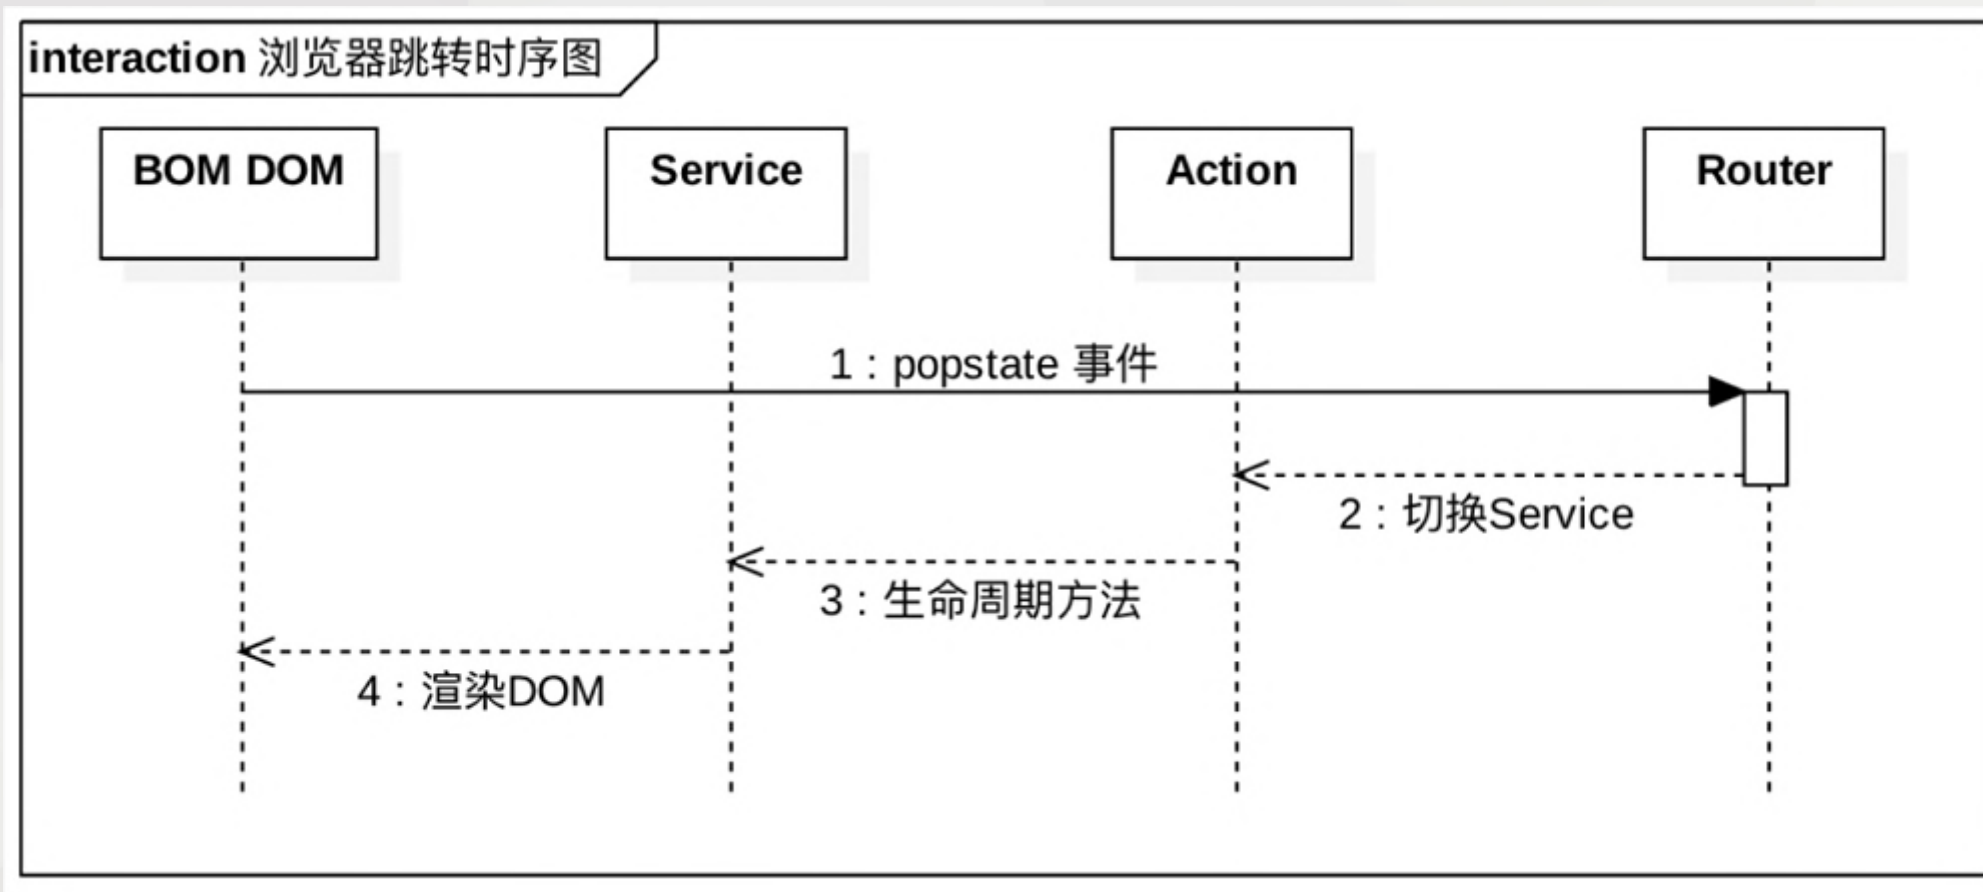 interaction 浏览器跳转时序图
BOM DOM
Service
Action
Router
1 : popstate 事件
2 : 切换Service
3 : 生命周期方法
4 : 渲染DOM